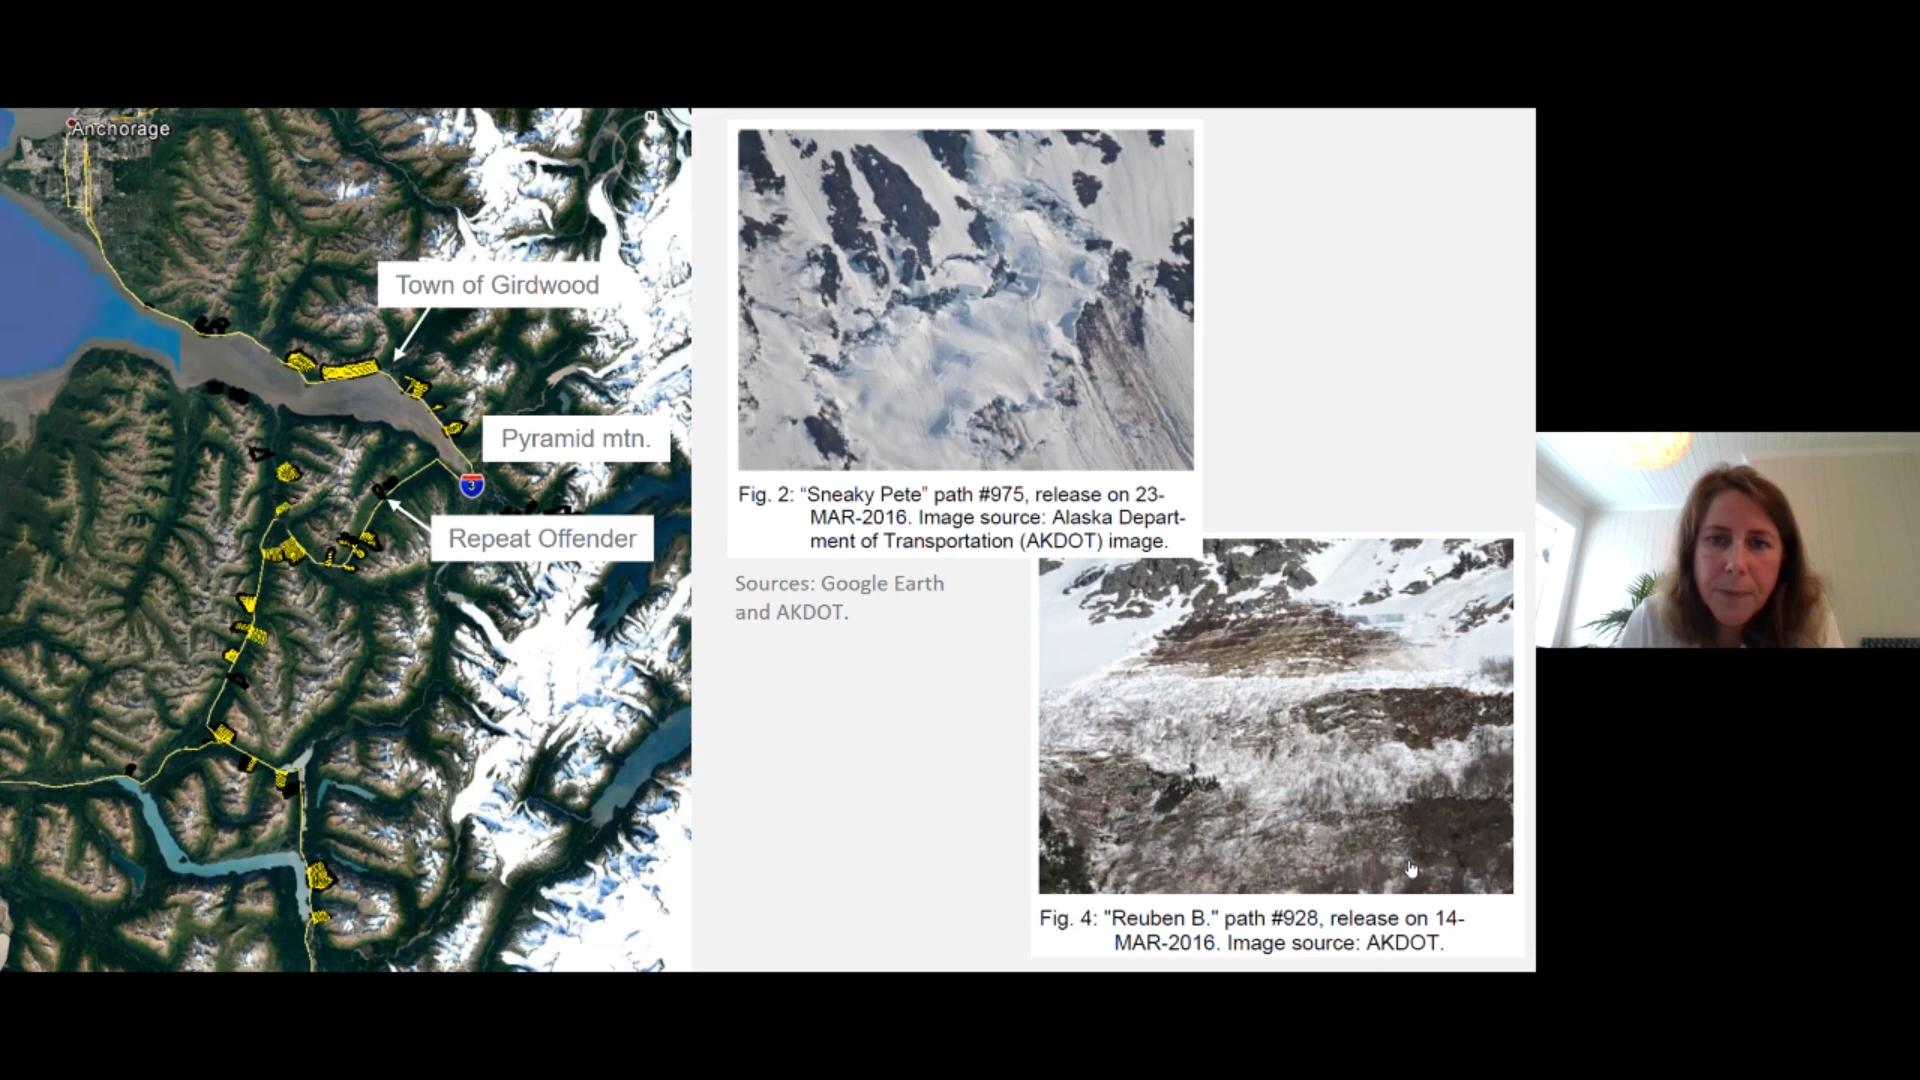 N
Anchorage
Town of Girdwood
Pyramid mtn.
3
Repeat Offender
Fig. 2: “Sneaky Pete” path #975, release on 23-
MAR-2016. Image source: Alaska Depart-
ment of Transportation (AKDOT) image.
Sources: Google Earth
and AKDOT.
Fig. 4: "Reuben B." path #928, release on 14-
MAR-2016. Image source: AKDOT.